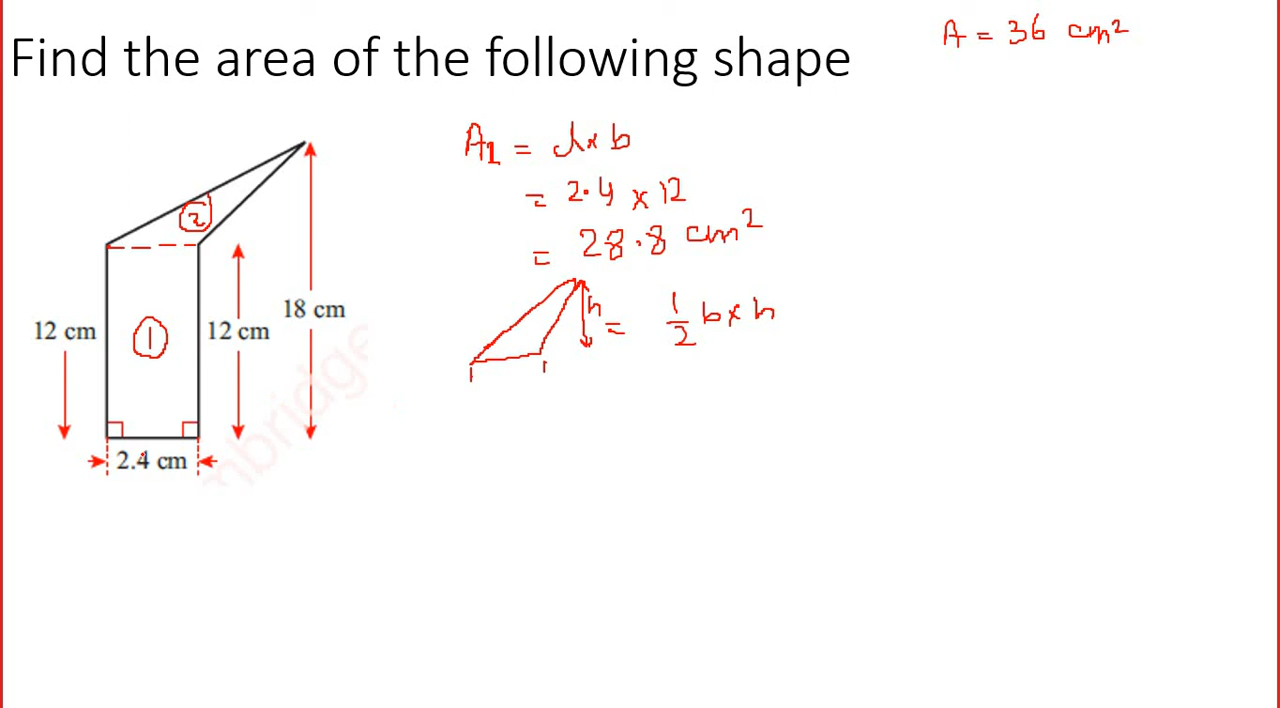 Find the area of the following shape
A = 36 cm²
A1 = l × b
= 2.4 × 12
= 28.8 cm²
h
= 1/2 b × h
2
1
12 cm
12 cm
18 cm
2.4 cm
mbridge